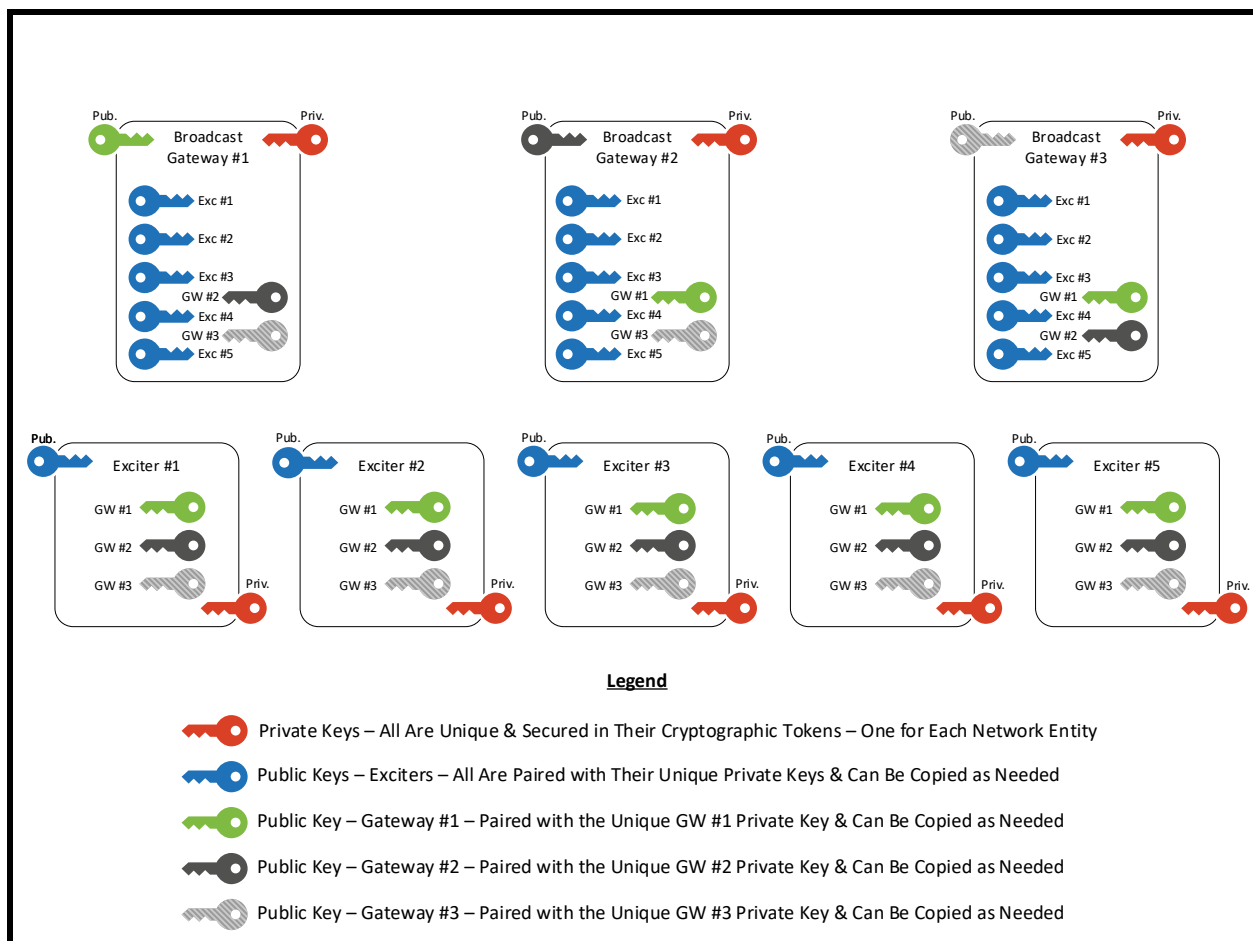 Pub.
Broadcast
Gateway #1
Priv.
Exc #1
Exc #2
Exc #3
GW #2
Exc #4
GW #3
Exc #5
Pub.
Broadcast
Gateway #2
Priv.
Exc #1
Exc #2
Exc #3
GW #1
Exc #4
GW #3
Exc #5
Pub.
Broadcast
Gateway #3
Priv.
Exc #1
Exc #2
Exc #3
GW #1
Exc #4
GW #2
Exc #5
Pub.
Exciter #1
GW #1
GW #2
GW #3
Priv.
Pub.
Exciter #2
GW #1
GW #2
GW #3
Priv.
Pub.
Exciter #3
GW #1
GW #2
GW #3
Priv.
Pub.
Exciter #4
GW #1
GW #2
GW #3
Priv.
Pub.
Exciter #5
GW #1
GW #2
GW #3
Priv.
Legend
Private Keys – All Are Unique & Secured in Their Cryptographic Tokens – One for Each Network Entity
Public Keys – Exciters – All Are Paired with Their Unique Private Keys & Can Be Copied as Needed
Public Key – Gateway #1 – Paired with the Unique GW #1 Private Key & Can Be Copied as Needed
Public Key – Gateway #2 – Paired with the Unique GW #2 Private Key & Can Be Copied as Needed
Public Key – Gateway #3 – Paired with the Unique GW #3 Private Key & Can Be Copied as Needed